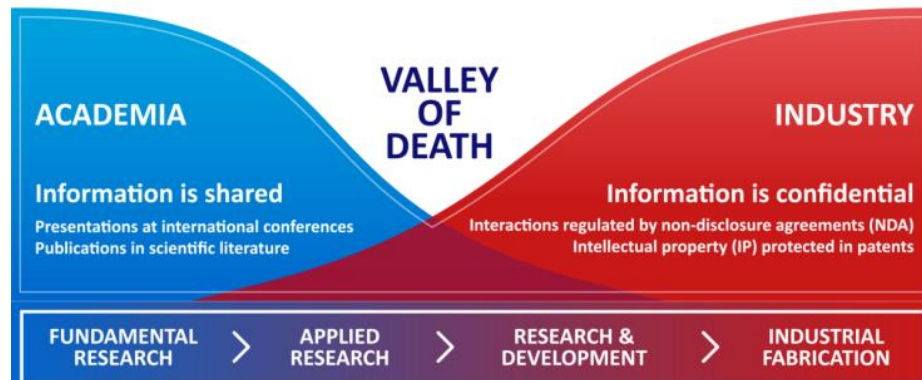 VALLEY
OF
DEATH
ACADEMIA
INDUSTRY
Information is shared
Presentations at international conferences
Publications in scientific literature
Information is confidential
Interactions regulated by non-disclosure agreements (NDA)
Intellectual property (IP) protected in patents
FUNDAMENTAL
RESEARCH
APPLIED
RESEARCH
RESEARCH &
DEVELOPMENT
INDUSTRIAL
FABRICATION